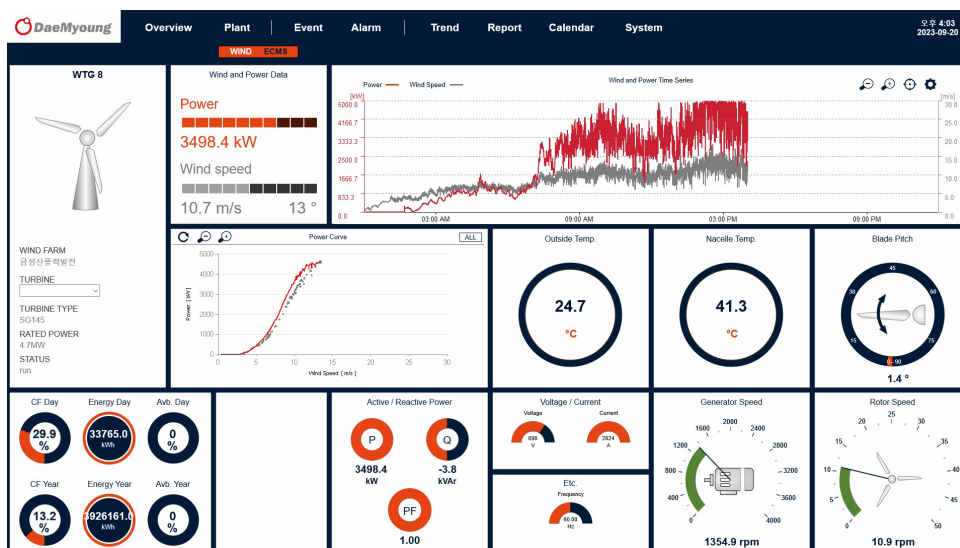 DaeMyoung
Overview Plant Event Alarm Trend Report Calendar System
오후 4:03
2023-09-20
WIND ECMS
WTG 8
WIND FARM
금성산풍력발전
TURBINE
TURBINE TYPE
SG145
RATED POWER
4.7MW
STATUS
run
Wind and Power Data
Power
3498.4 kW
Wind speed
10.7 m/s 13 °
Wind and Power Time Series
Power Wind Speed
[kW] [m/s]
5000.0 30.0
4166.7 25.0
3333.3 20.0
2500.0 15.0
1666.7 10.0
833.3 5.0
0.0 0.0
03:00 AM 09:00 AM 03:00 PM 09:00 PM
Power Curve
ALL
Power [kW]
5000
4000
3000
2000
1000
0
0 5 10 15 20 25 30
Wind Speed [m/s]
Outside Temp.
24.7
°C
Nacelle Temp.
41.3
°C
Blade Pitch
45
30 60
15 75
0 - 90
1.4 °
CF Day Energy Day Avb. Day
29.9 % 33765.0 kWh 0 %
CF Year Energy Year Avb. Year
13.2 % 3926161.0 kWh 0 %
Active / Reactive Power
P Q
3498.4 -3.8
kW kVAr
PF
1.00
Voltage / Current
Voltage Current
698 2824
V A
Etc.
Frequency
60.00
Hz
Generator Speed
1600 2000 2400
1200 2800
800 3200
400 3600
0 4000
1354.9 rpm
Rotor Speed
20 25 30
15 35
10 40
5 45
0 50
10.9 rpm